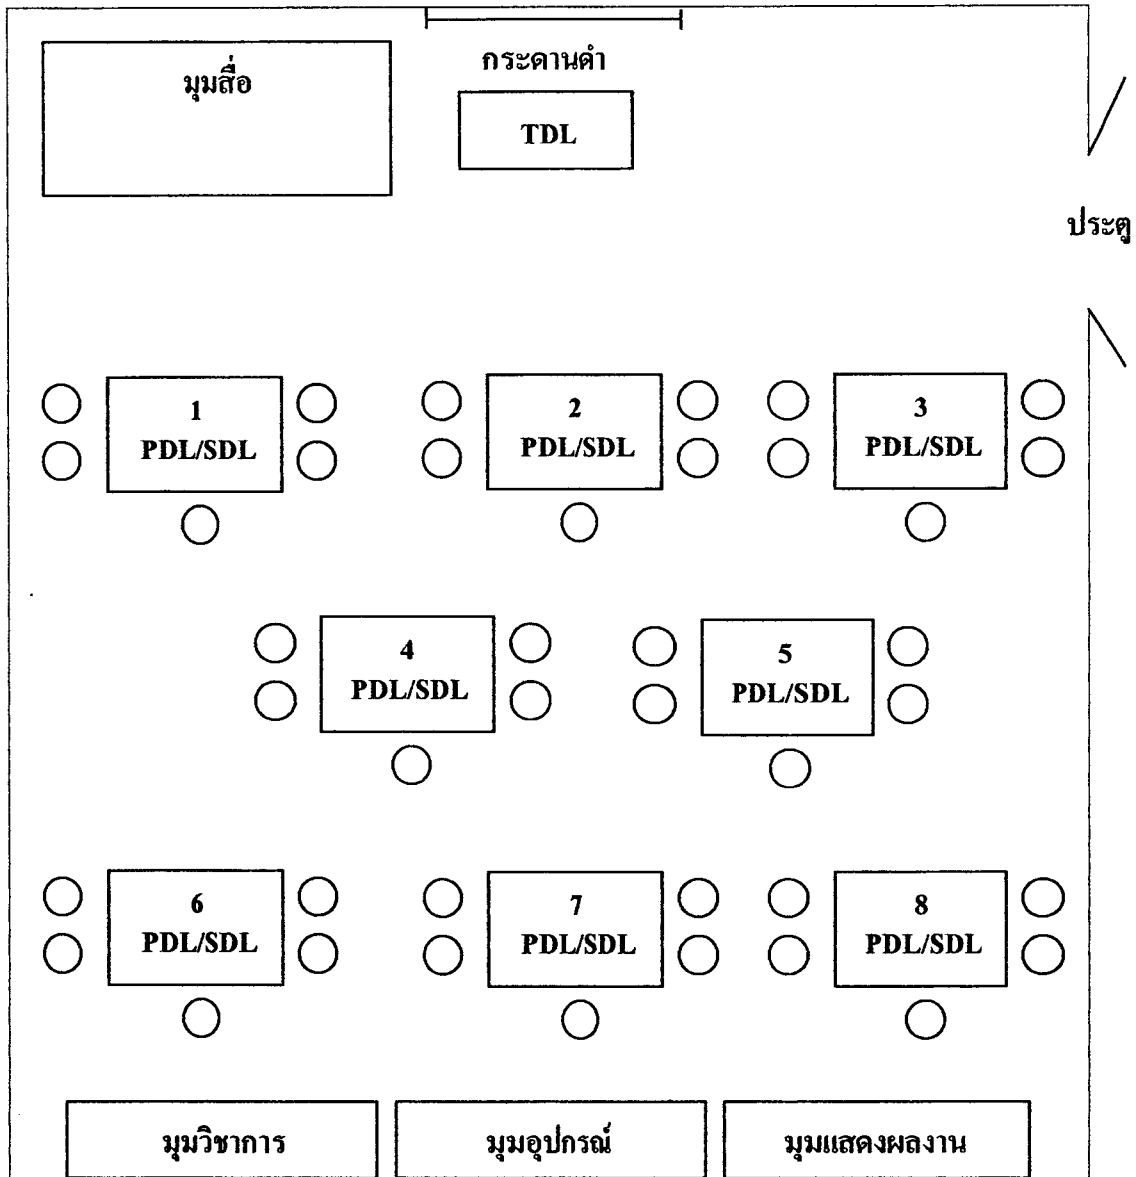 กระดานดำ
มุมสื่อ
TDL
ประตู
1
PDL/SDL
2
PDL/SDL
3
PDL/SDL
4
PDL/SDL
5
PDL/SDL
6
PDL/SDL
7
PDL/SDL
8
PDL/SDL
มุมวิชาการ
มุมอุปกรณ์
มุมแสดงผลงาน